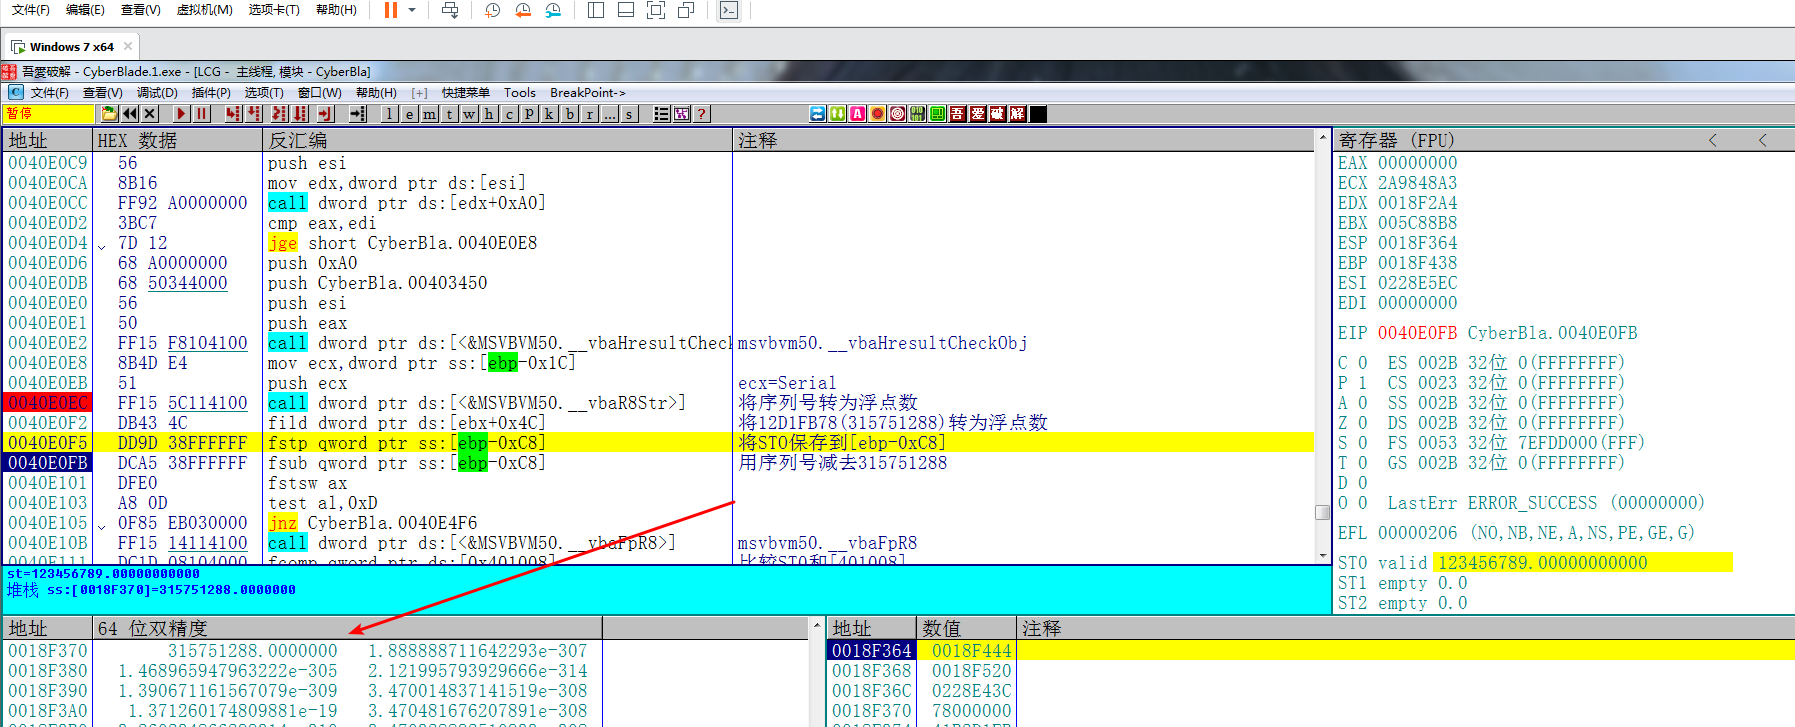 文件(F) 编辑(E) 查看(V) 虚拟机(M) 选项卡(T) 帮助(H)
Windows 7 x64
吾愛破解 - CyberBlade.1.exe - [LCG - 主线程, 模块 - CyberBla]
文件(F) 查看(V) 调试(D) 插件(P) 选项(T) 窗口(W) 帮助(H) [+] 快捷菜单 Tools BreakPoint->
暂停 l e m t w h c p k b r ... s ? A 吾 爱 破 解
地址 HEX 数据 反汇编 注释
0040E0C9 56 push esi
0040E0CA 8B16 mov edx,dword ptr ds:[esi]
0040E0CC FF92 A0000000 call dword ptr ds:[edx+0xA0]
0040E0D2 3BC7 cmp eax,edi
0040E0D4 7D 12 jge short CyberBla.0040E0E8
0040E0D6 68 A0000000 push 0xA0
0040E0DB 68 50344000 push CyberBla.00403450
0040E0E0 56 push esi
0040E0E1 50 push eax
0040E0E2 FF15 F8104100 call dword ptr ds:[<&MSVBVM50.__vbaHresultCheck msvbvm50.__vbaHresultCheckObj
0040E0E8 8B4D E4 mov ecx,dword ptr ss:[ebp-0x1C]
0040E0EB 51 push ecx ecx=Serial
0040E0EC FF15 5C114100 call dword ptr ds:[<&MSVBVM50.__vbaR8Str>] 将序列号转为浮点数
0040E0F2 DB43 4C fild dword ptr ds:[ebx+0x4C] 将12D1FB78(315751288)转为浮点数
0040E0F5 DD9D 38FFFFFF fstp qword ptr ss:[ebp-0xC8] 将ST0保存到[ebp-0xC8]
0040E0FB DCA5 38FFFFFF fsub qword ptr ss:[ebp-0xC8] 用序列号减去315751288
0040E101 DFE0 fstsw ax
0040E103 A8 0D test al,0xD
0040E105 0F85 EB030000 jnz CyberBla.0040E4F6
0040E10B FF15 14114100 call dword ptr ds:[<&MSVBVM50.__vbaFpR8>] msvbvm50.__vbaFpR8
0040E111 DC1D 08104000 fcomp qword ptr ds:[0x401008] 比较ST0和[401008]
寄存器 (FPU) < <
EAX 00000000
ECX 2A9848A3
EDX 0018F2A4
EBX 005C88B8
ESP 0018F364
EBP 0018F438
ESI 0228E5EC
EDI 00000000
EIP 0040E0FB CyberBla.0040E0FB
C 0 ES 002B 32位 0(FFFFFFFF)
P 1 CS 0023 32位 0(FFFFFFFF)
A 0 SS 002B 32位 0(FFFFFFFF)
Z 0 DS 002B 32位 0(FFFFFFFF)
S 0 FS 0053 32位 7EFDD000(FFF)
T 0 GS 002B 32位 0(FFFFFFFF)
D 0
O 0 LastErr ERROR_SUCCESS (00000000)
EFL 00000206 (NO,NB,NE,A,NS,PE,GE,G)
ST0 valid 123456789.00000000000
ST1 empty 0.0
ST2 empty 0.0
st=123456789.00000000000
堆栈 ss:[0018F370]=315751288.0000000
地址 64 位双精度
0018F370 315751288.0000000 1.888888711642293e-307
0018F380 1.468965947963222e-305 2.121995793929666e-314
0018F390 1.390671161567079e-309 3.470014837141519e-308
0018F3A0 1.371260174809881e-19 3.470481676207891e-308
地址 数值 注释
0018F364 0018F444
0018F368 0018F520
0018F36C 0228E43C
0018F370 78000000